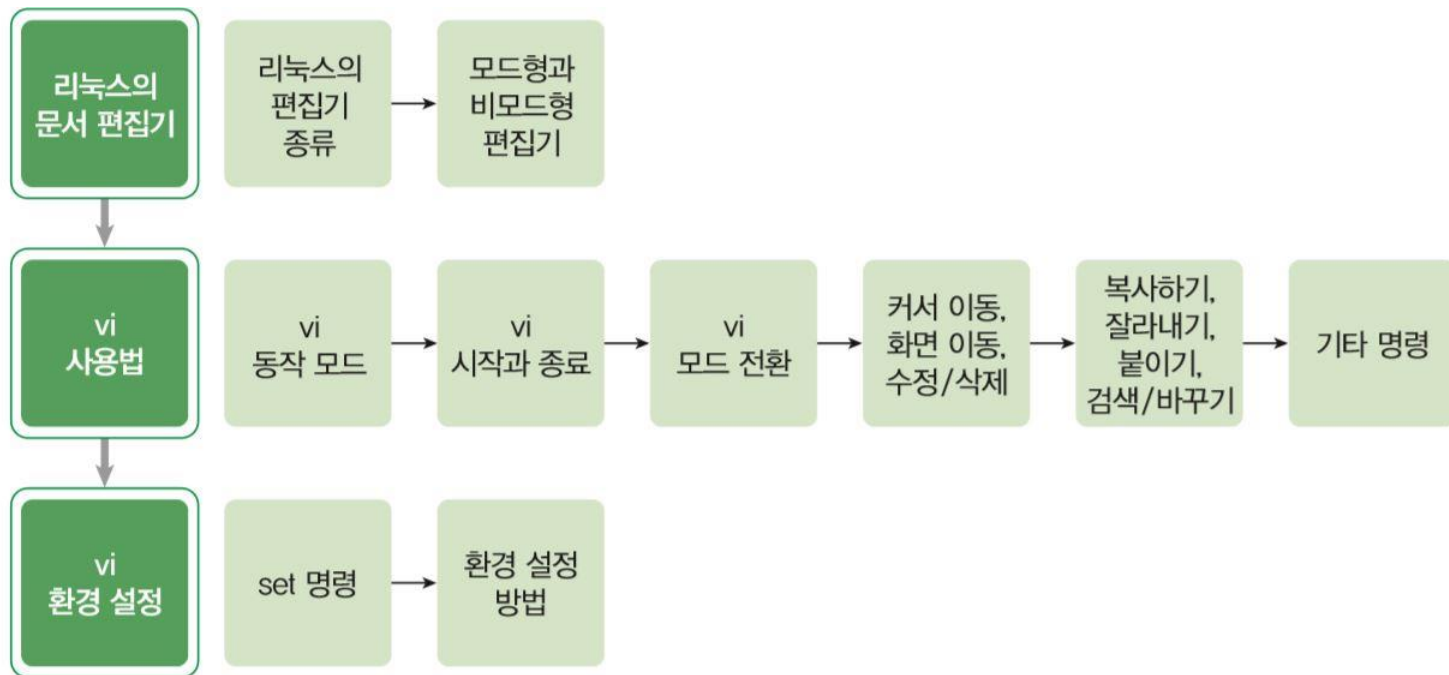 리눅스의
문서 편집기
리눅스의
편집기
종류
모드형과
비모드형
편집기
vi
사용법
vi
동작 모드
vi
시작과 종료
vi
모드 전환
커서 이동,
화면 이동,
수정/삭제
복사하기,
잘라내기,
붙이기,
검색/바꾸기
기타 명령
vi
환경 설정
set 명령
환경 설정
방법